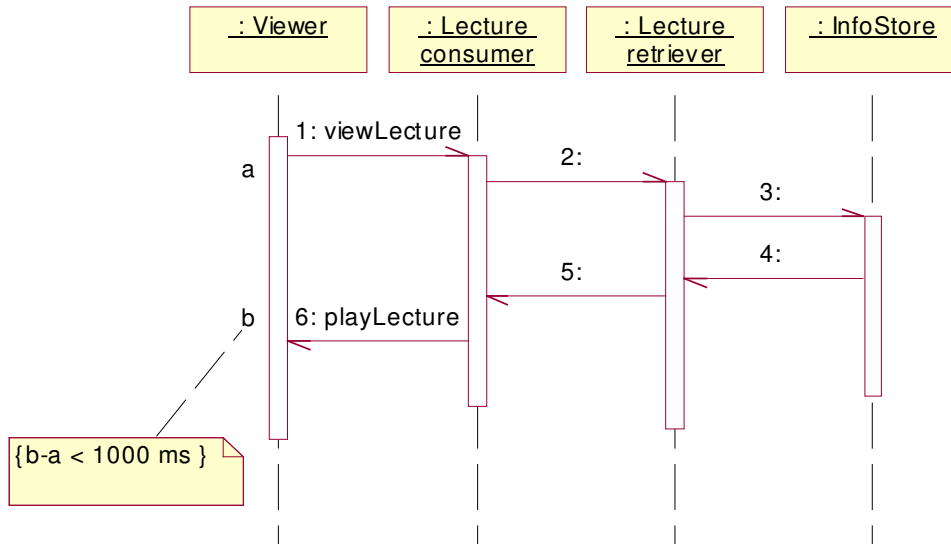 : Viewer
: Lecture
consumer
: Lecture
retriever
: InfoStore
1: viewLecture
a
2:
3:
4:
5:
b
6: playLecture
{b-a < 1000 ms }